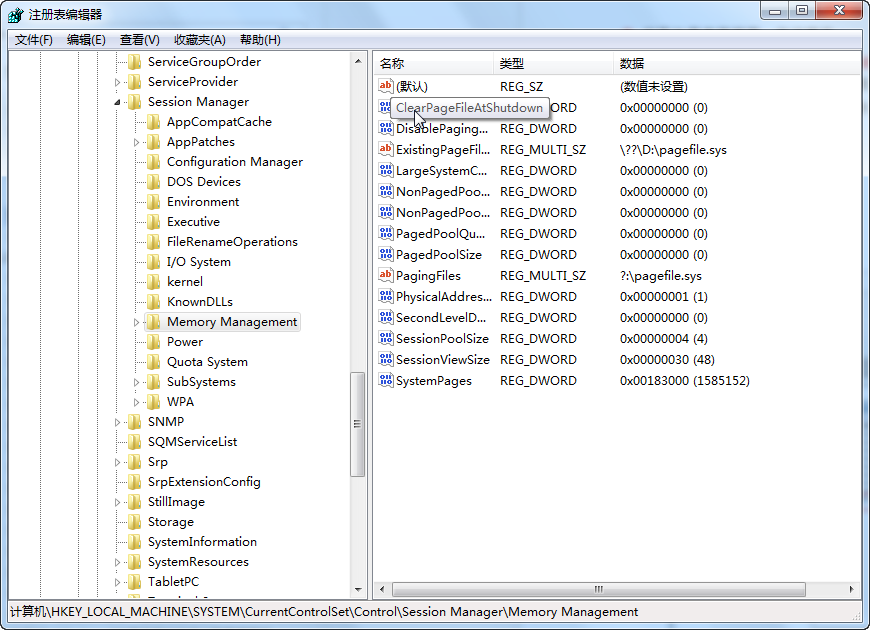 注册表编辑器
文件(F) 编辑(E) 查看(V) 收藏夹(A) 帮助(H)
ServiceGroupOrder
ServiceProvider
Session Manager
AppCompatCache
AppPatches
Configuration Manager
DOS Devices
Environment
Executive
FileRenameOperations
I/O System
kernel
KnownDLLs
Memory Management
Power
Quota System
SubSystems
WPA
SNMP
SQMServiceList
Srp
SrpExtensionConfig
StillImage
Storage
SystemInformation
SystemResources
TabletPC
名称 类型 数据
ab (默认) REG_SZ (数值未设置)
ClearPageFileAtShutdown DWORD 0x00000000 (0)
DisablePaging... REG_DWORD 0x00000000 (0)
ab ExistingPageFil... REG_MULTI_SZ \??\D:\pagefile.sys
LargeSystemC... REG_DWORD 0x00000000 (0)
NonPagedPoo... REG_DWORD 0x00000000 (0)
NonPagedPoo... REG_DWORD 0x00000000 (0)
PagedPoolQu... REG_DWORD 0x00000000 (0)
PagedPoolSize REG_DWORD 0x00000000 (0)
ab PagingFiles REG_MULTI_SZ ?:\pagefile.sys
PhysicalAddres... REG_DWORD 0x00000001 (1)
SecondLevelD... REG_DWORD 0x00000000 (0)
SessionPoolSize REG_DWORD 0x00000004 (4)
SessionViewSize REG_DWORD 0x00000030 (48)
SystemPages REG_DWORD 0x00183000 (1585152)
计算机\HKEY_LOCAL_MACHINE\SYSTEM\CurrentControlSet\Control\Session Manager\Memory Management